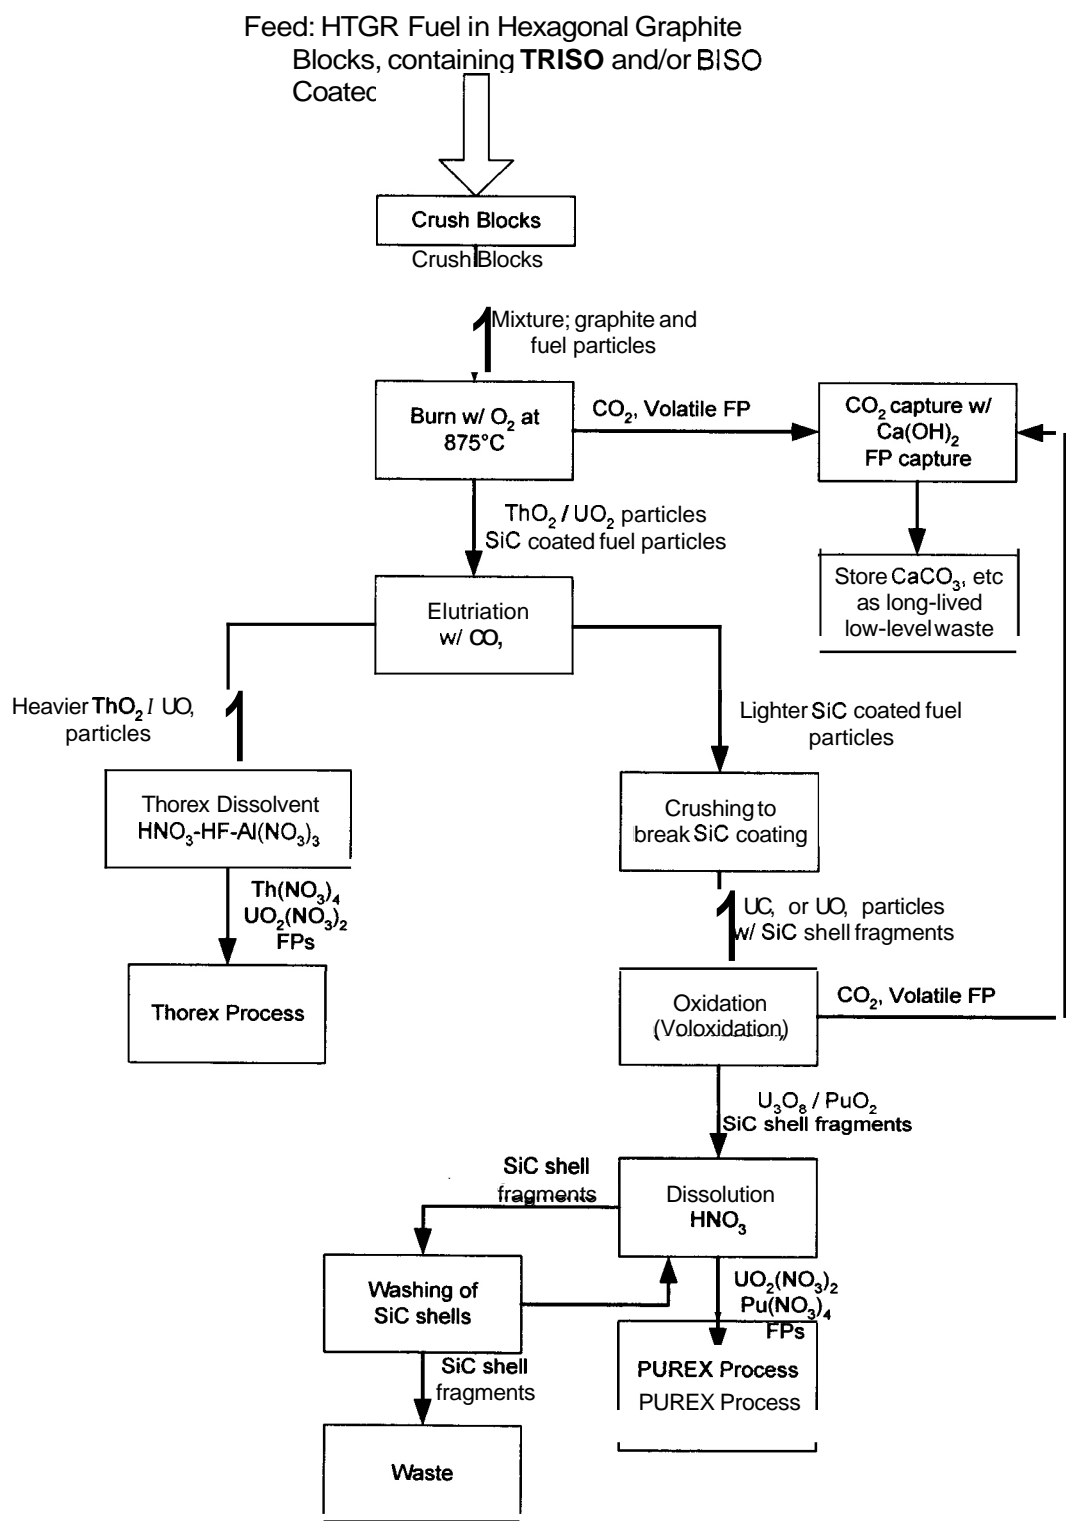 Feed: HTGR Fuel in Hexagonal Graphite
Blocks, containing TRISO and/or BISO
Coated
Crush Blocks
Crush Blocks
Mixture; graphite and
fuel particles
Burn w/ O₂ at
875°C
CO₂, Volatile FP
CO₂ capture w/
Ca(OH)₂
FP capture
ThO₂ / UO₂ particles
SiC coated fuel particles
Store CaCO₃, etc
as long-lived
low-level waste
Elutriation
w/ CO,
Heavier ThO₂ I UO,
particles
Lighter SiC coated fuel
particles
Thorex Dissolvent
HNO₃-HF-Al(NO₃)₃
Crushing to
break SiC coating
Th(NO₃)₄
UO₂(NO₃)₂
FPs
UC, or UO, particles
w/ SiC shell fragments
Thorex Process
Oxidation
(Voloxidation)
CO₂, Volatile FP
U₃O₈ / PuO₂
SiC shell fragments
SiC shell
fragments
Dissolution
HNO₃
Washing of
SiC shells
UO₂(NO₃)₂
Pu(NO₃)₄
FPs
SiC shell
fragments
PUREX Process
PUREX Process
Waste